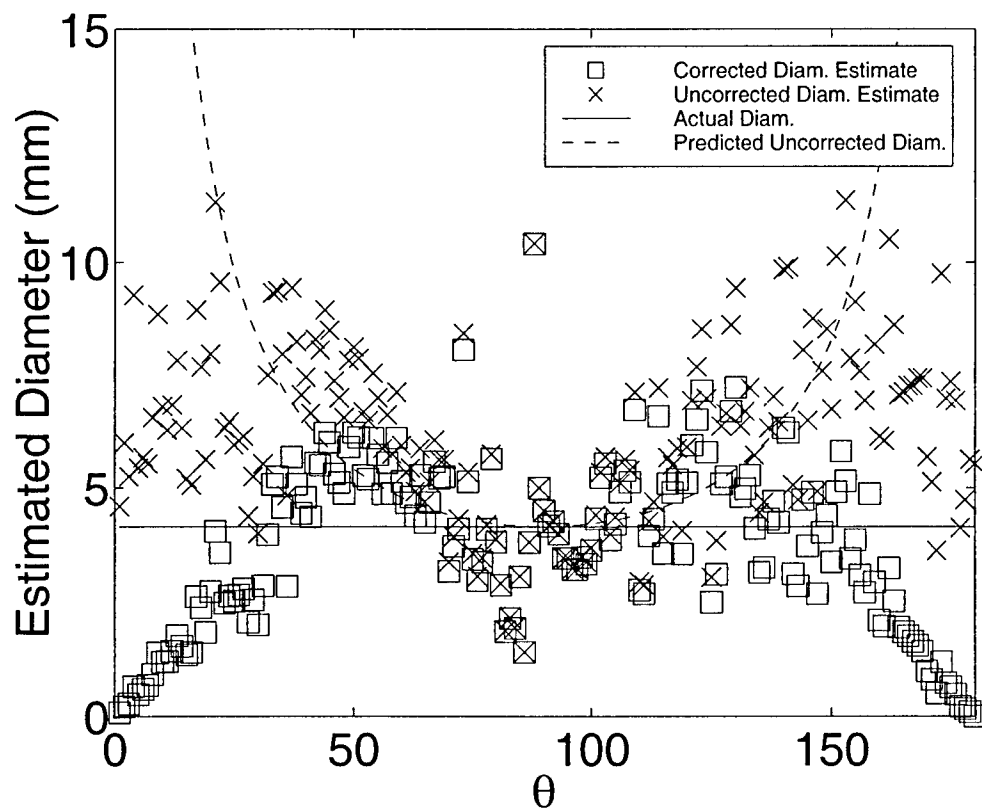 15
10
5
0
Estimated Diameter (mm)
Corrected Diam. Estimate
Uncorrected Diam. Estimate
Actual Diam.
Predicted Uncorrected Diam.
0 50 100 150
θ